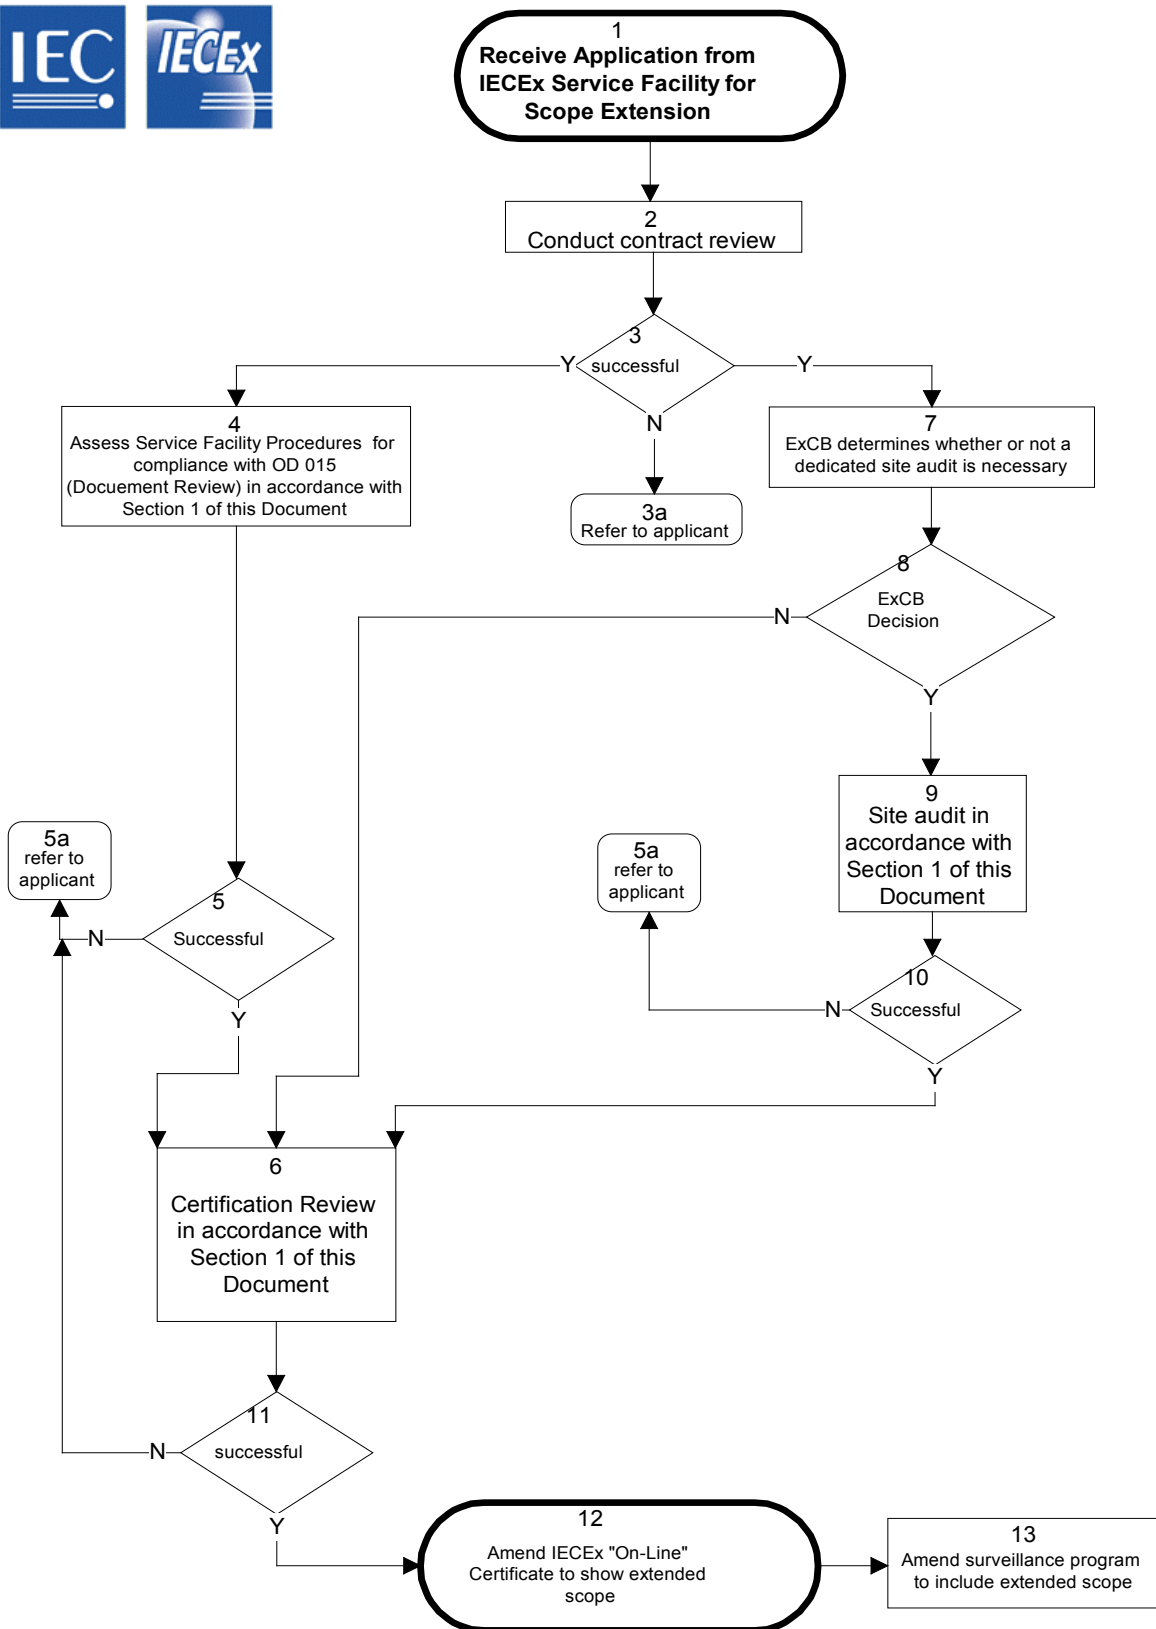 IEC
IECEx
1
Receive Application from
IECEx Service Facility for
Scope Extension
2
Conduct contract review
3
successful
Y
Y
N
4
Assess Service Facility Procedures for
compliance with OD 015
(Docuement Review) in accordance with
Section 1 of this Document
3a
Refer to applicant
7
ExCB determines whether or not a
dedicated site audit is necessary
8
ExCB
Decision
N
Y
9
Site audit in
accordance with
Section 1 of this
Document
5a
refer to
applicant
5a
refer to
applicant
5
Successful
N
Y
10
Successful
N
Y
6
Certification Review
in accordance with
Section 1 of this
Document
11
successful
N
Y
12
Amend IECEx "On-Line"
Certificate to show extended
scope
13
Amend surveillance program
to include extended scope